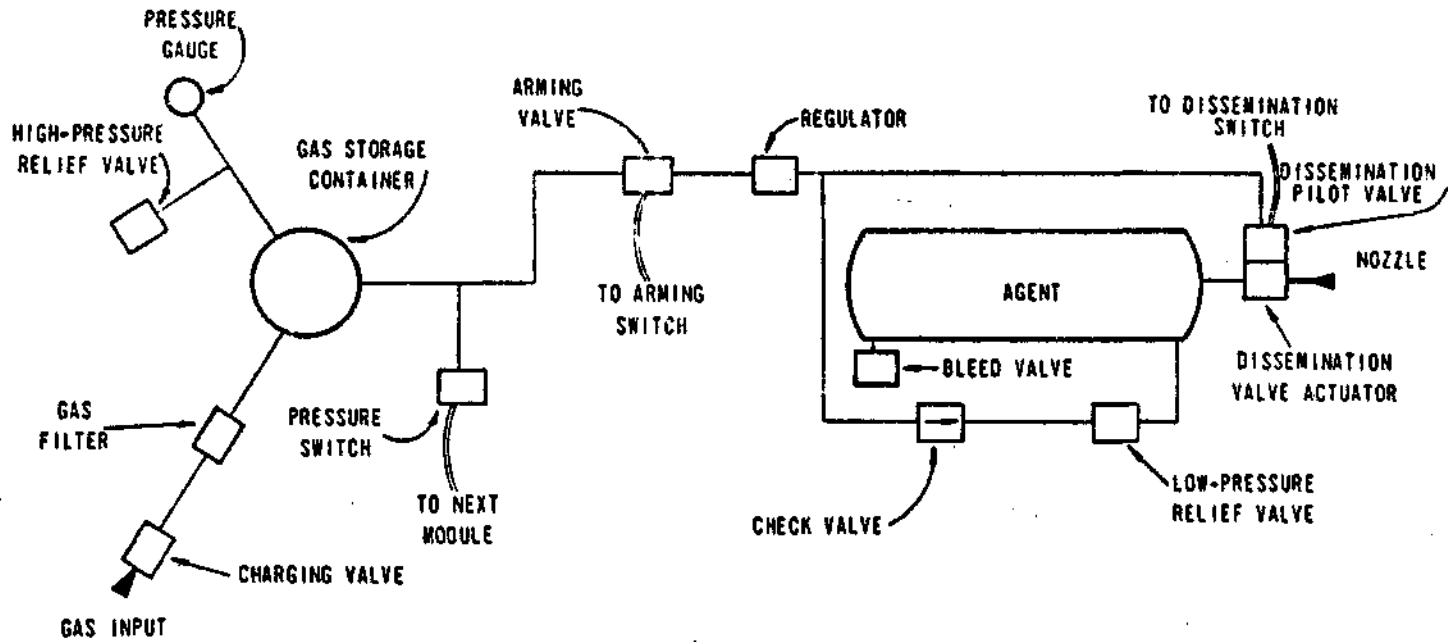 PRESSURE
GAUGE
HIGH-PRESSURE
RELIEF VALVE
GAS STORAGE
CONTAINER
ARMING
VALVE
REGULATOR
TO DISSEMINATION
SWITCH
DISSEMINATION
PILOT VALVE
NOZZLE
AGENT
TO ARMING
SWITCH
BLEED VALVE
DISSEMINATION
VALVE ACTUATOR
GAS
FILTER
PRESSURE
SWITCH
TO NEXT
MODULE
CHECK VALVE
LOW-PRESSURE
RELIEF VALVE
CHARGING VALVE
GAS INPUT